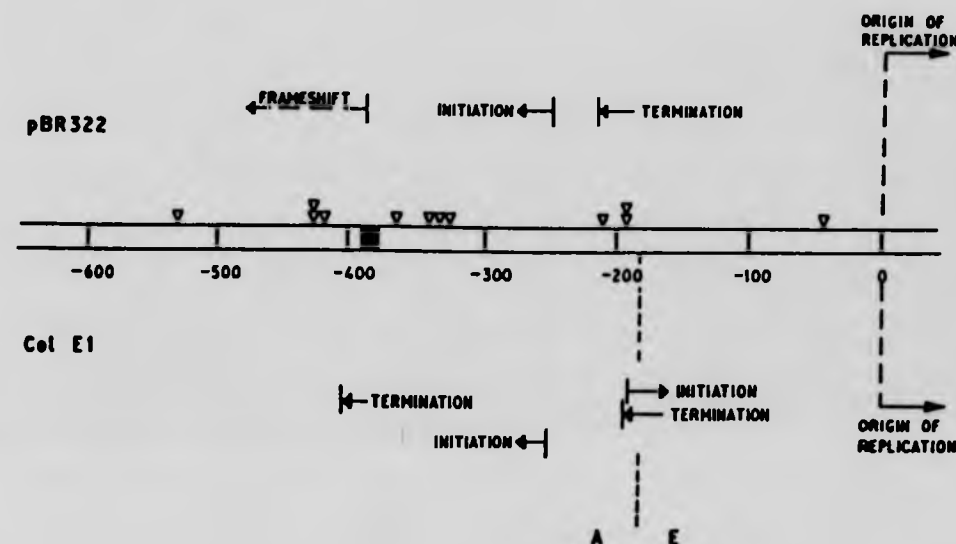 ORIGIN OF
REPLICATION
FRAMESHIFT
INITIATION
TERMINATION
pBR322
-600
-500
-400
-300
-200
-100
0
Col E1
TERMINATION
INITIATION
TERMINATION
INITIATION
ORIGIN OF
REPLICATION
A
E